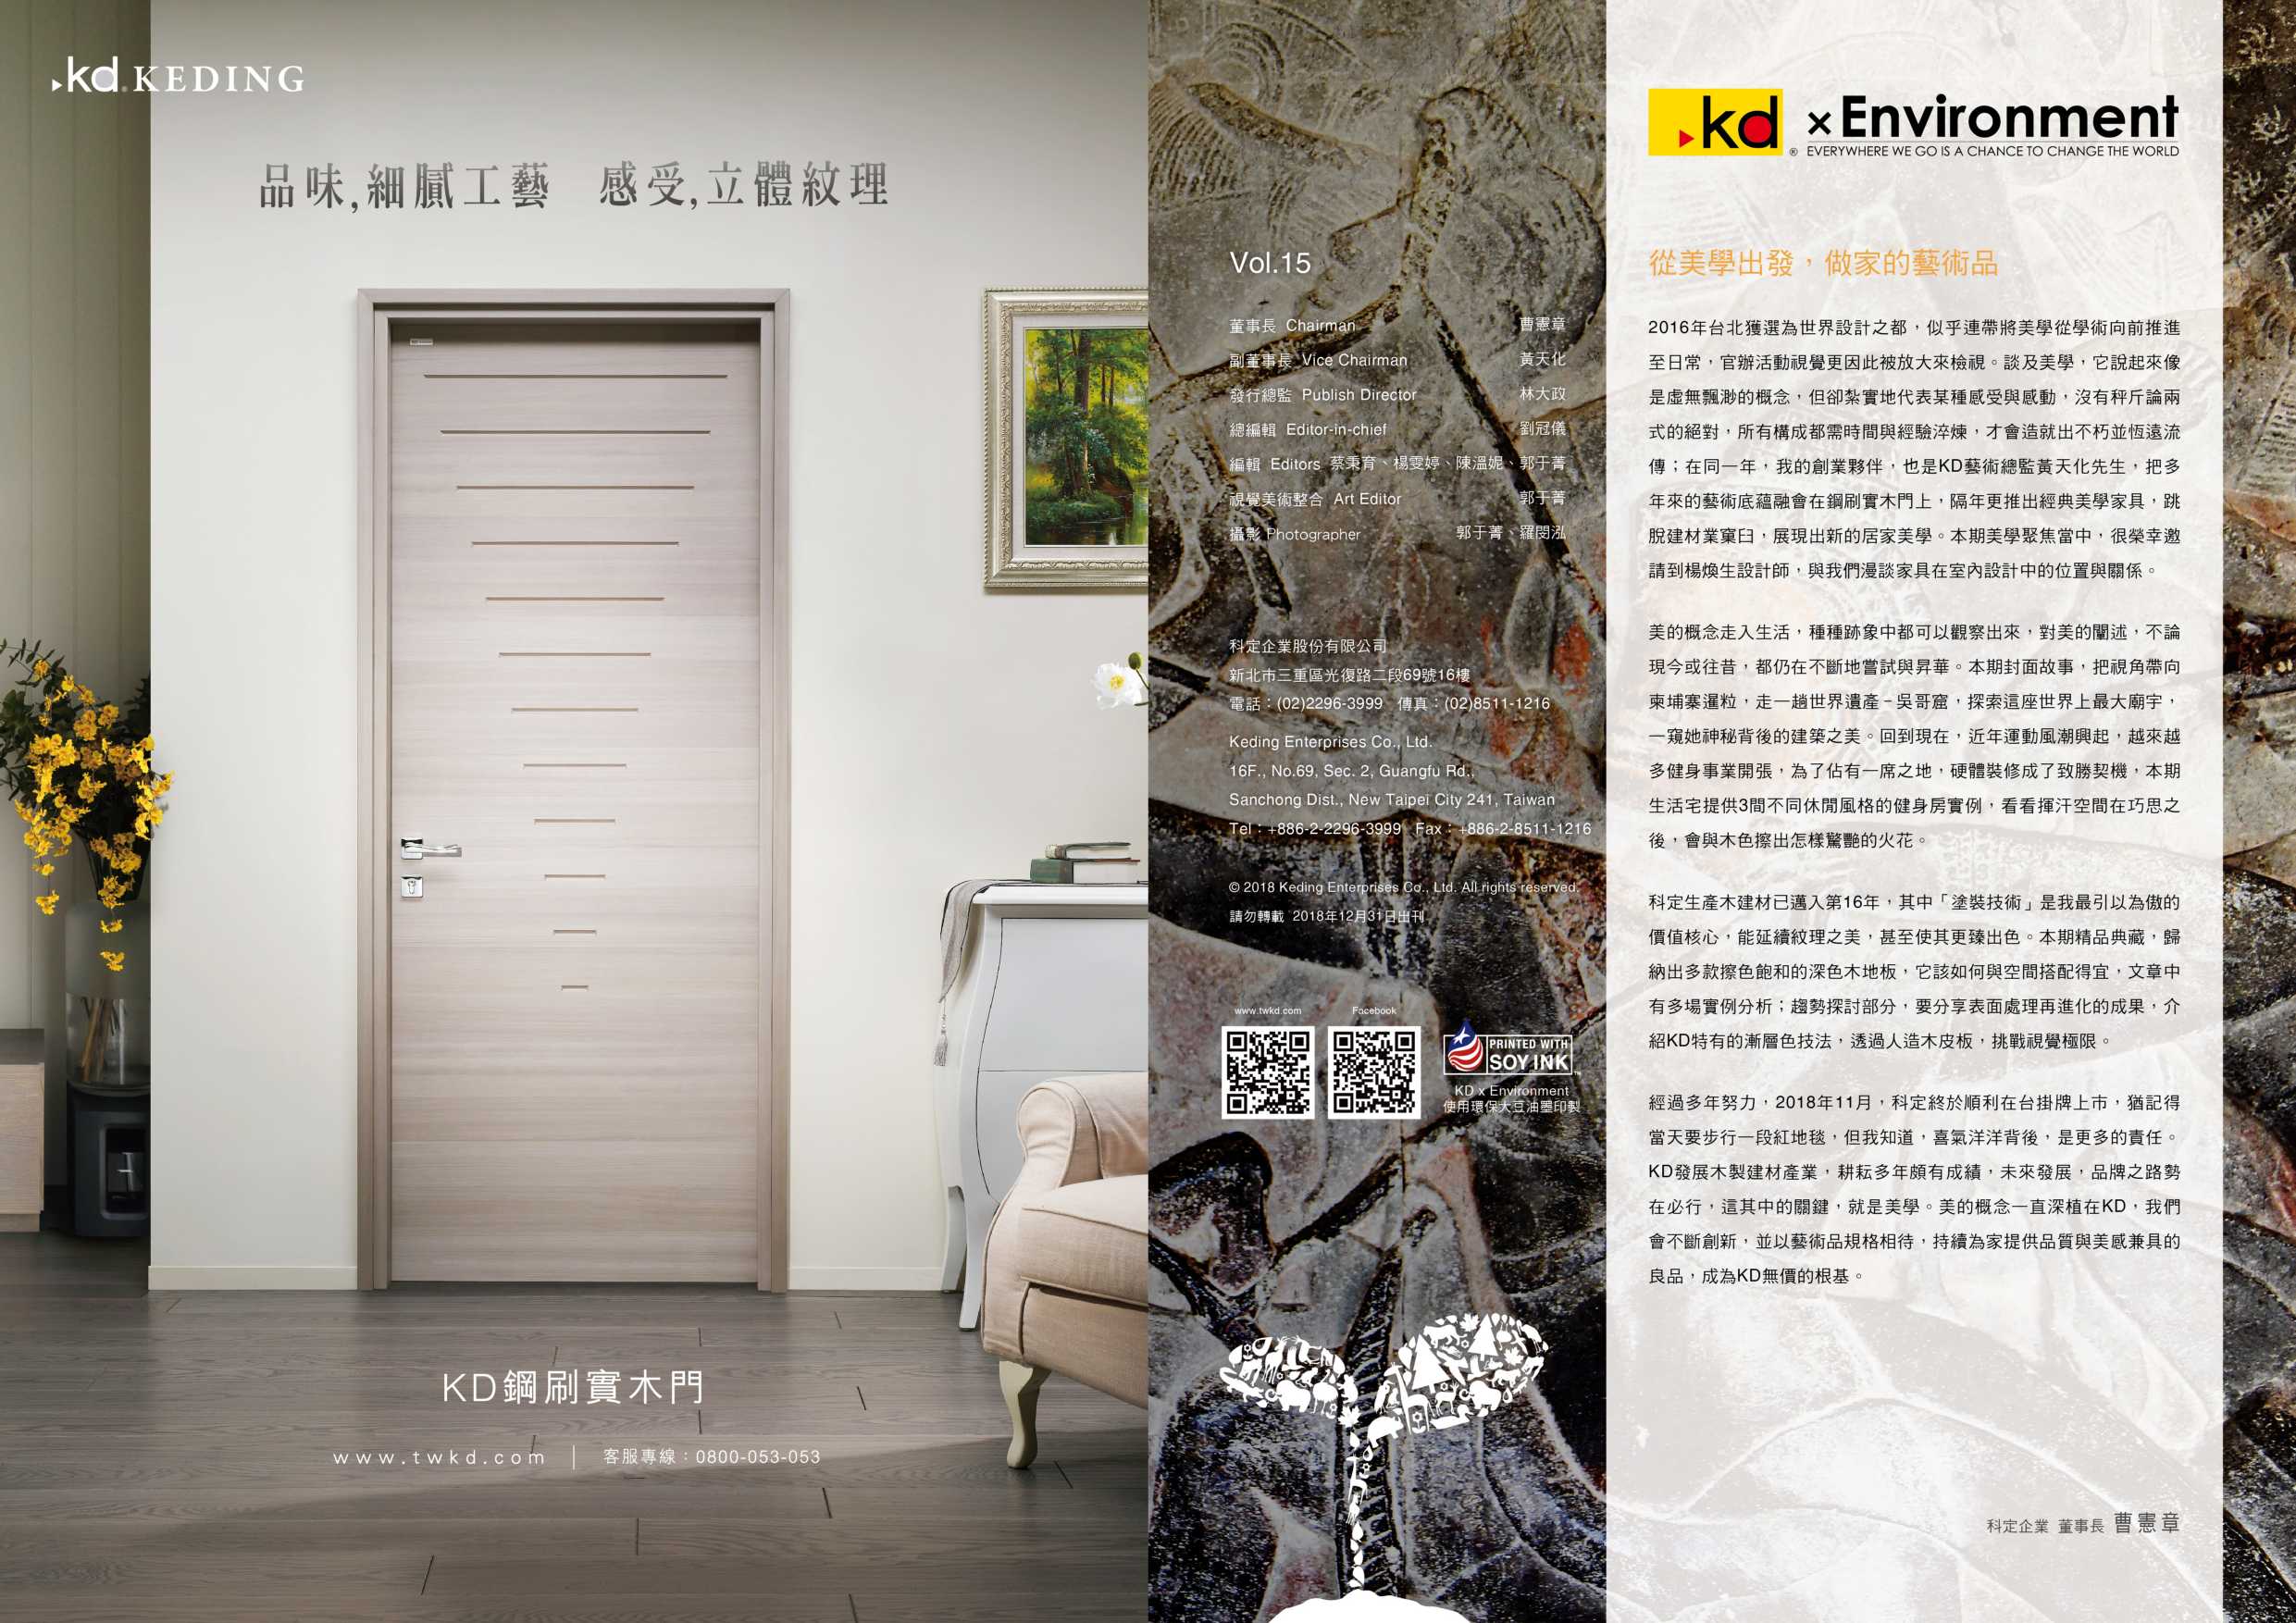 kd KEDING
品味,細膩工藝 感受,立體紋理
KD鋼刷實木門
www.twkd.com | 客服專線：0800-053-053
Vol.15
董事長 Chairman 曹憲章
副董事長 Vice Chairman 黃天化
發行總監 Publish Director 林大政
總編輯 Editor-in-chief 劉冠儀
編輯 Editors 蔡秉育、楊雯婷、陳溫妮、郭于菁
視覺美術整合 Art Editor 郭于菁
攝影 Photographer 郭于菁、羅閔泓
科定企業股份有限公司
新北市三重區光復路二段69號16樓
電話：(02)2296-3999 傳真：(02)8511-1216
Keding Enterprises Co., Ltd.
16F., No.69, Sec. 2, Guangfu Rd.,
Sanchong Dist., New Taipei City 241, Taiwan
Tel：+886-2-2296-3999 Fax：+886-2-8511-1216
© 2018 Keding Enterprises Co., Ltd. All rights reserved.
請勿轉載 2018年12月31日出刊
www.twkd.com Facebook
PRINTED WITH
SOY INK
KD x Environment
使用環保大豆油墨印製
kd ® × Environment
EVERYWHERE WE GO IS A CHANCE TO CHANGE THE WORLD
從美學出發，做家的藝術品
2016年台北獲選為世界設計之都，似乎連帶將美學從學術向前推進
至日常，官辦活動視覺更因此被放大來檢視。談及美學，它說起來像
是虛無飄渺的概念，但卻紮實地代表某種感受與感動，沒有秤斤論兩
式的絕對，所有構成都需時間與經驗淬煉，才會造就出不朽並恆遠流
傳；在同一年，我的創業夥伴，也是KD藝術總監黃天化先生，把多
年來的藝術底蘊融會在鋼刷實木門上，隔年更推出經典美學家具，跳
脫建材業窠臼，展現出新的居家美學。本期美學聚焦當中，很榮幸邀
請到楊煥生設計師，與我們漫談家具在室內設計中的位置與關係。
美的概念走入生活，種種跡象中都可以觀察出來，對美的闡述，不論
現今或往昔，都仍在不斷地嘗試與昇華。本期封面故事，把視角帶向
柬埔寨暹粒，走一趟世界遺產－吳哥窟，探索這座世界上最大廟宇，
一窺她神秘背後的建築之美。回到現在，近年運動風潮興起，越來越
多健身事業開張，為了佔有一席之地，硬體裝修成了致勝契機，本期
生活宅提供3間不同休閒風格的健身房實例，看看揮汗空間在巧思之
後，會與木色擦出怎樣驚艷的火花。
科定生產木建材已邁入第16年，其中「塗裝技術」是我最引以為傲的
價值核心，能延續紋理之美，甚至使其更臻出色。本期精品典藏，歸
納出多款擦色飽和的深色木地板，它該如何與空間搭配得宜，文章中
有多場實例分析；趨勢探討部分，要分享表面處理再進化的成果，介
紹KD特有的漸層色技法，透過人造木皮板，挑戰視覺極限。
經過多年努力，2018年11月，科定終於順利在台掛牌上市，猶記得
當天要步行一段紅地毯，但我知道，喜氣洋洋背後，是更多的責任。
KD發展木製建材產業，耕耘多年頗有成績，未來發展，品牌之路勢
在必行，這其中的關鍵，就是美學。美的概念一直深植在KD，我們
會不斷創新，並以藝術品規格相待，持續為家提供品質與美感兼具的
良品，成為KD無價的根基。
科定企業 董事長 曹憲章